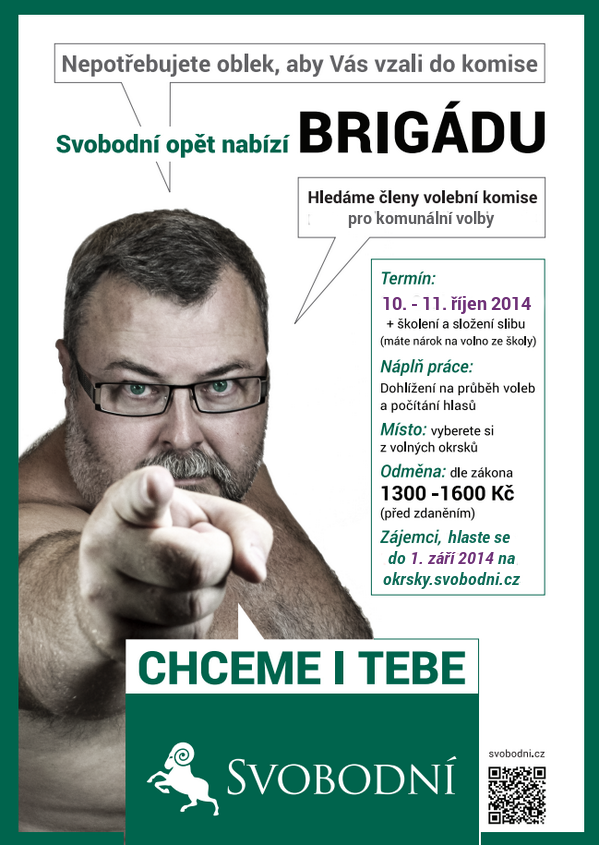 Nepotřebujete oblek, aby Vás vzali do komise
Svobodní opět nabízí BRIGÁDU
Hledáme členy volební komise
pro komunální volby
Termín:
10. - 11. říjen 2014
+ školení a složení slibu
(máte nárok na volno ze školy)
Náplň práce:
Dohlížení na průběh voleb
a počítání hlasů
Místo: vyberete si
z volných okrsků
Odměna: dle zákona
1300 -1600 Kč
(před zdaněním)
Zájemci, hlaste se
do 1. září 2014 na
okrsky.svobodni.cz
CHCEME I TEBE
SVOBODNÍ
svobodni.cz